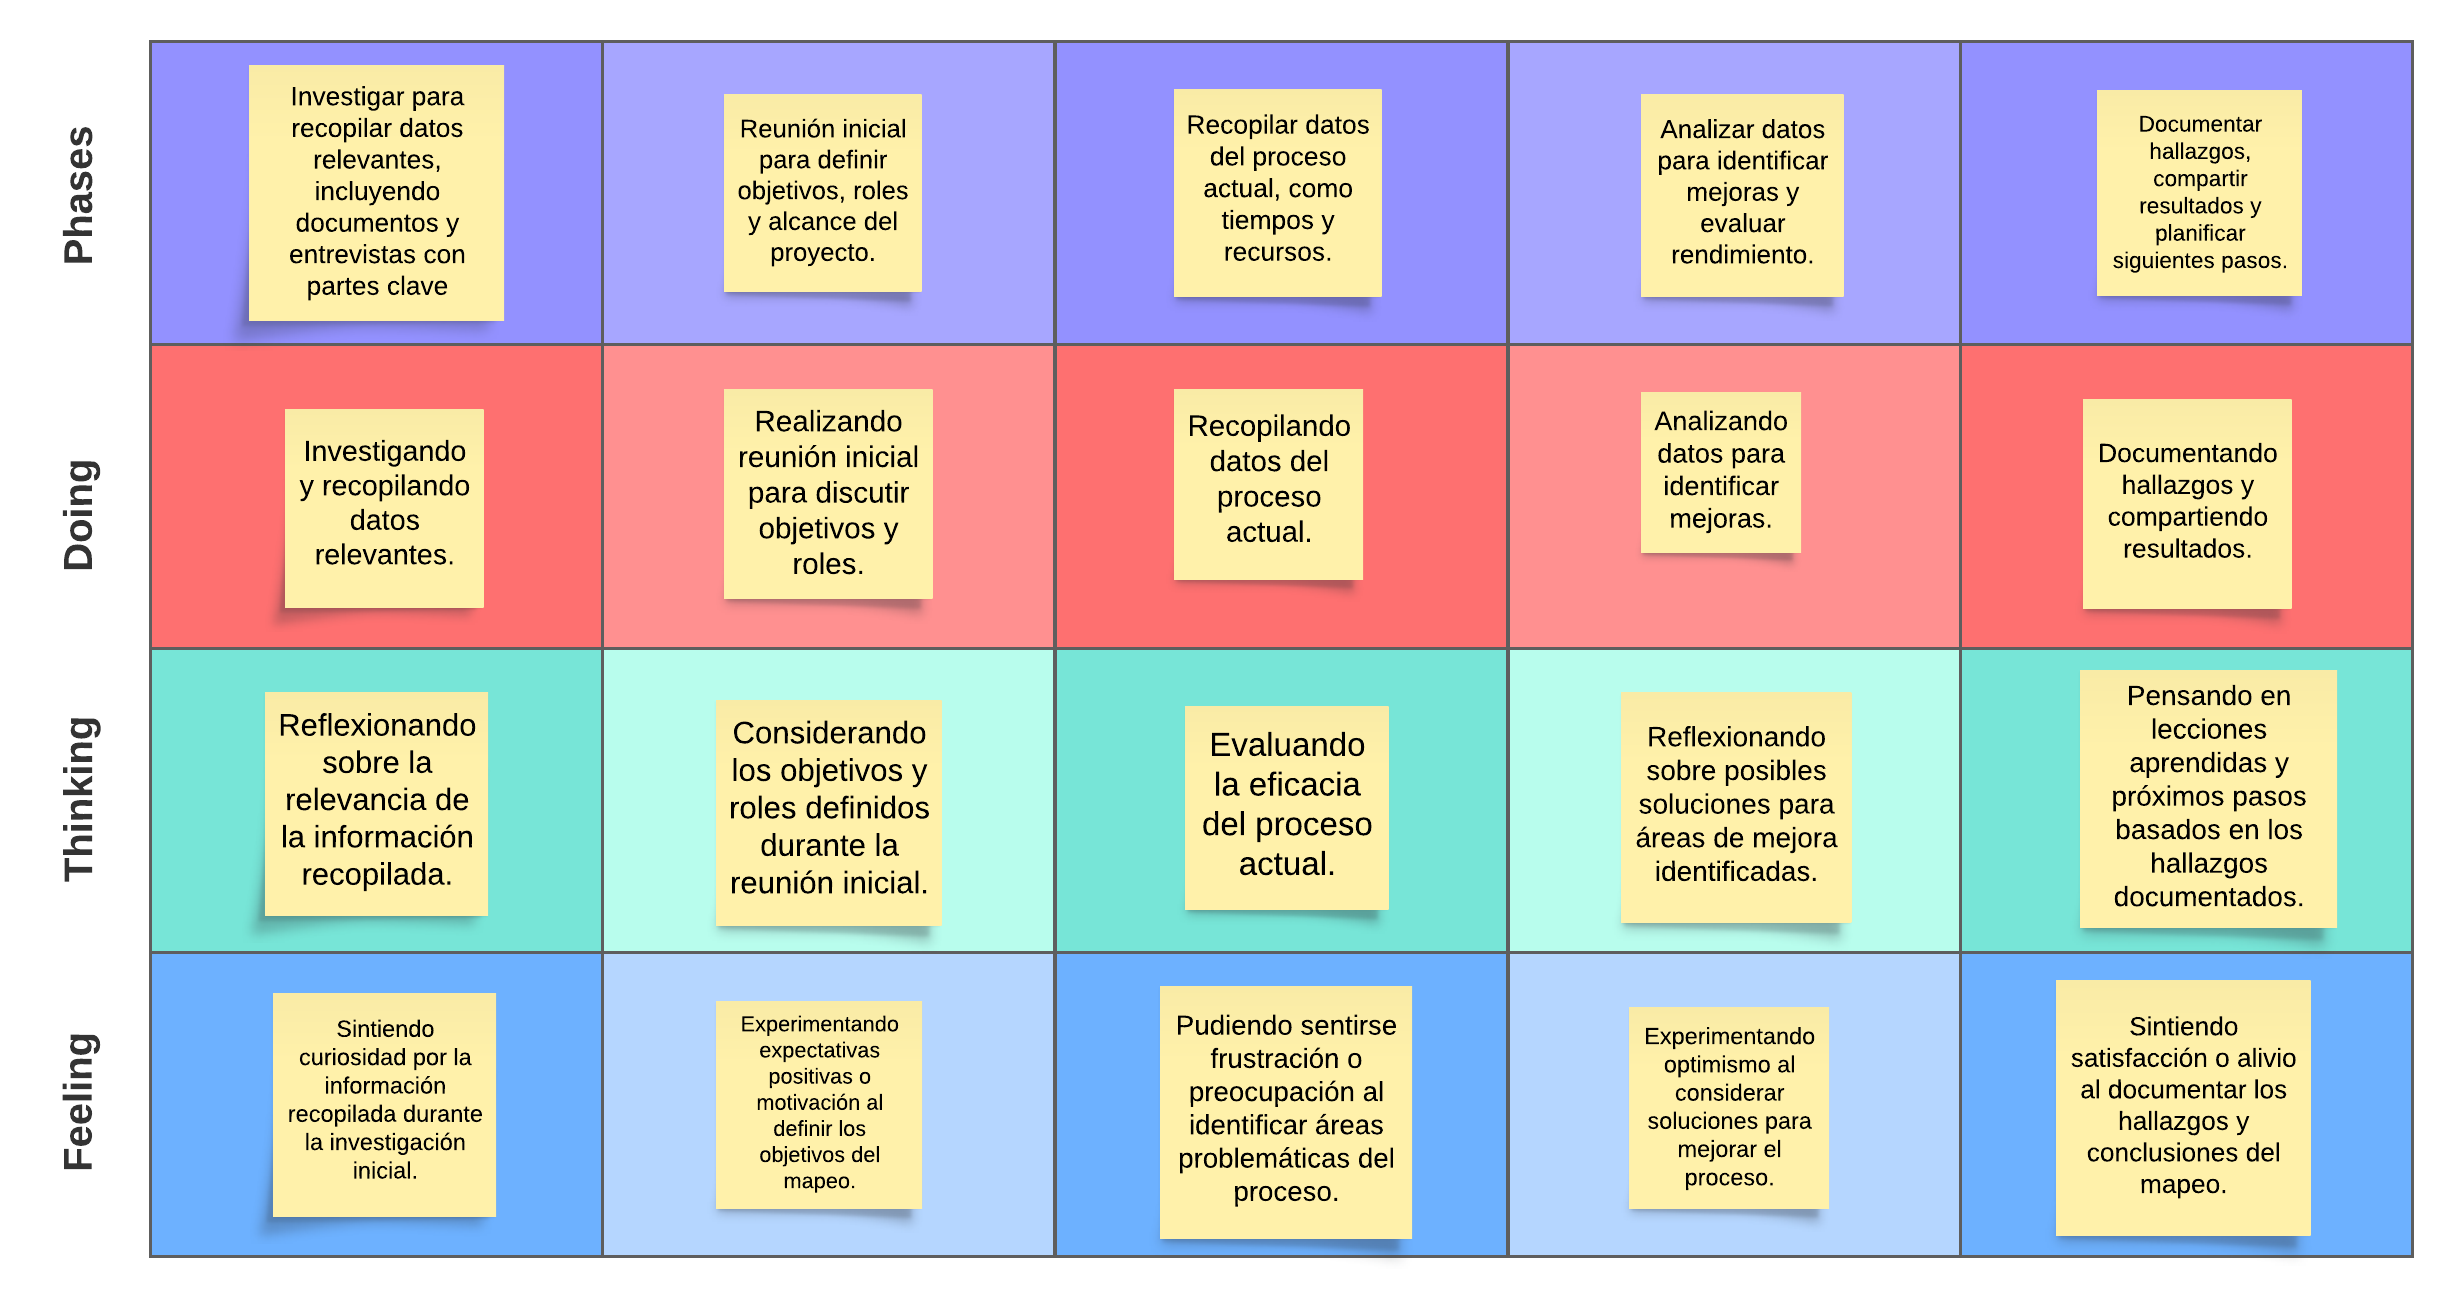 Phases
Investigar para
recopilar datos
relevantes,
incluyendo
documentos y
entrevistas con
partes clave
Reunión inicial
para definir
objetivos, roles
y alcance del
proyecto.
Recopilar datos
del proceso
actual, como
tiempos y
recursos.
Analizar datos
para identificar
mejoras y
evaluar
rendimiento.
Documentar
hallazgos,
compartir
resultados y
planificar
siguientes pasos.
Doing
Investigando
y recopilando
datos
relevantes.
Realizando
reunión inicial
para discutir
objetivos y
roles.
Recopilando
datos del
proceso
actual.
Analizando
datos para
identificar
mejoras.
Documentando
hallazgos y
compartiendo
resultados.
Thinking
Reflexionando
sobre la
relevancia de
la información
recopilada.
Considerando
los objetivos y
roles definidos
durante la
reunión inicial.
Evaluando
la eficacia
del proceso
actual.
Reflexionando
sobre posibles
soluciones para
áreas de mejora
identificadas.
Pensando en
lecciones
aprendidas y
próximos pasos
basados en los
hallazgos
documentados.
Feeling
Sintiendo
curiosidad por la
información
recopilada durante
la investigación
inicial.
Experimentando
expectativas
positivas o
motivación al
definir los
objetivos del
mapeo.
Pudiendo sentirse
frustración o
preocupación al
identificar áreas
problemáticas del
proceso.
Experimentando
optimismo al
considerar
soluciones para
mejorar el
proceso.
Sintiendo
satisfacción o alivio
al documentar los
hallazgos y
conclusiones del
mapeo.